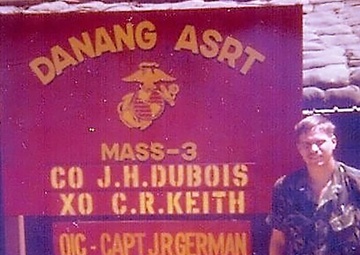 DANANG ASRT
MASS-3
CO J.H.DUBOIS
XO C.R.KEITH
OIC - CAPT J.R.GERMAN